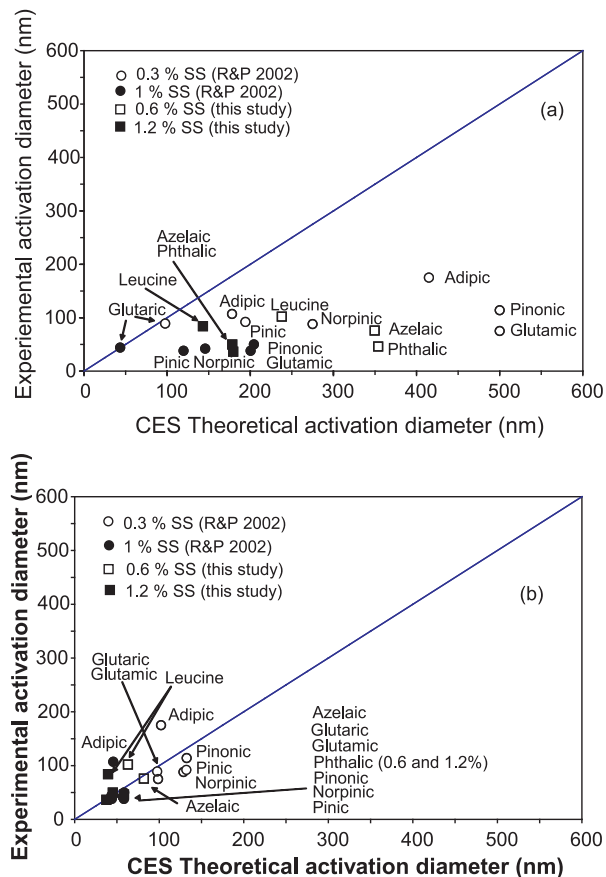 Experiemental activation diameter (nm)
600
500
400
300
200
100
0
0 100 200 300 400 500 600
CES Theoretical activation diameter (nm)
0.3 % SS (R&P 2002)
1 % SS (R&P 2002)
0.6 % SS (this study)
1.2 % SS (this study)
(a)
Azelaic
Phthalic
Leucine
Glutaric
Adipic
Leucine
Pinic
Norpinic
Adipic
Pinonic
Glutamic
Azelaic
Phthalic
Pinic
Norpinic
Pinonic
Glutamic
Experimental activation diameter (nm)
600
500
400
300
200
100
0
0 100 200 300 400 500 600
CES Theoretical activation diameter (nm)
0.3 % SS (R&P 2002)
1 % SS (R&P 2002)
0.6 % SS (this study)
1.2 % SS (this study)
(b)
Glutaric
Glutamic
Leucine
Adipic
Adipic
Pinonic
Pinic
Norpinic
Azelaic
Azelaic
Glutaric
Glutamic
Phthalic (0.6 and 1.2%)
Pinonic
Norpinic
Pinic